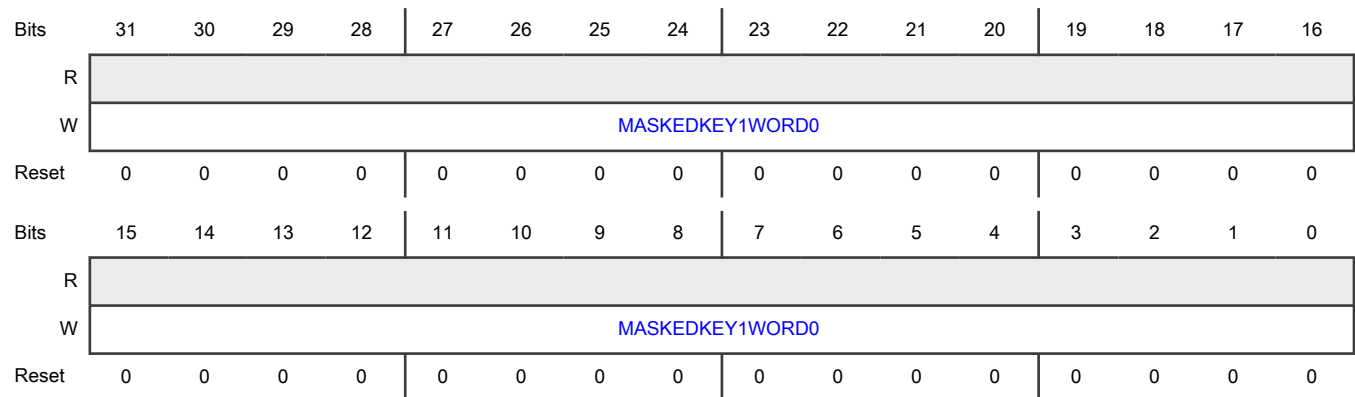 Bits 31 30 29 28 27 26 25 24 23 22 21 20 19 18 17 16
R
W MASKEDKEY1WORD0
Reset 0 0 0 0 0 0 0 0 0 0 0 0 0 0 0 0
Bits 15 14 13 12 11 10 9 8 7 6 5 4 3 2 1 0
R
W MASKEDKEY1WORD0
Reset 0 0 0 0 0 0 0 0 0 0 0 0 0 0 0 0